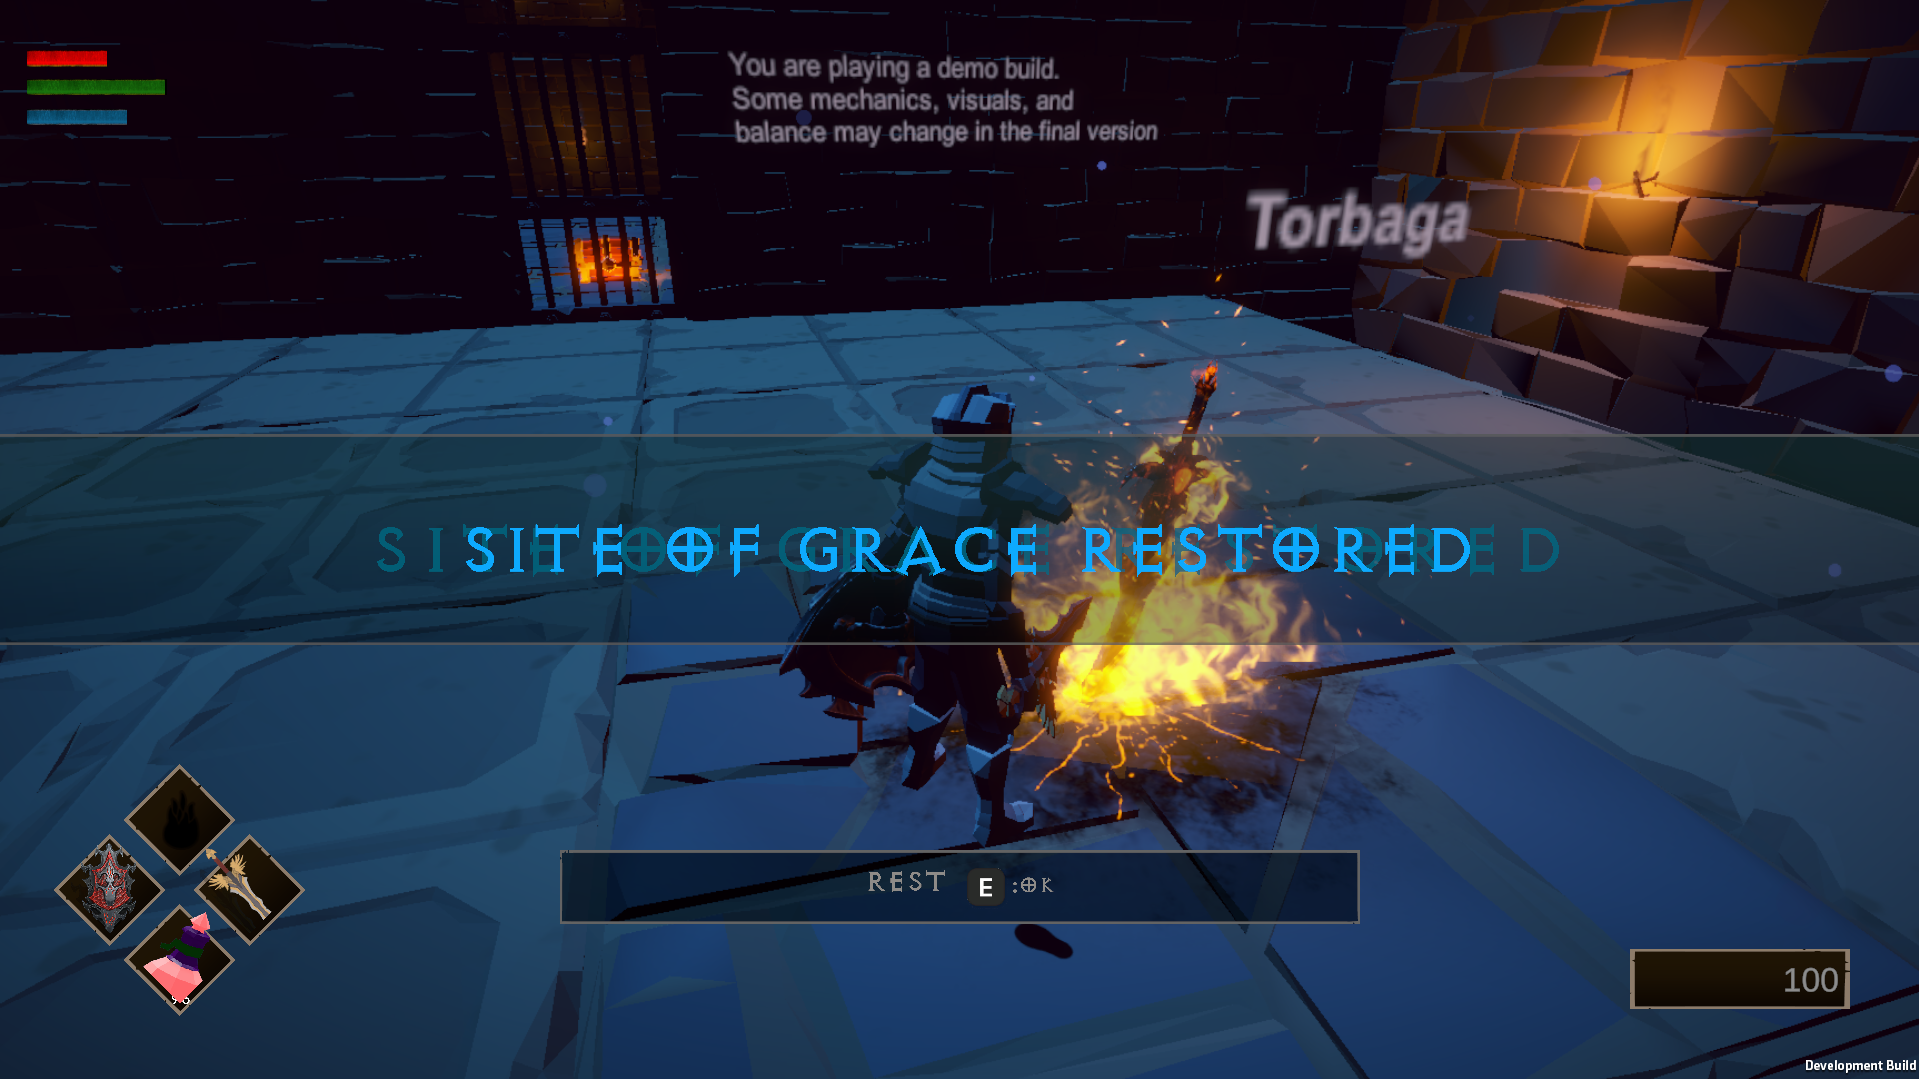 You are playing a demo build.
Some mechanics, visuals, and
balance may change in the final version
Torbaga
SITE OF GRACE RESTORED
REST E :OK
100
Development Build